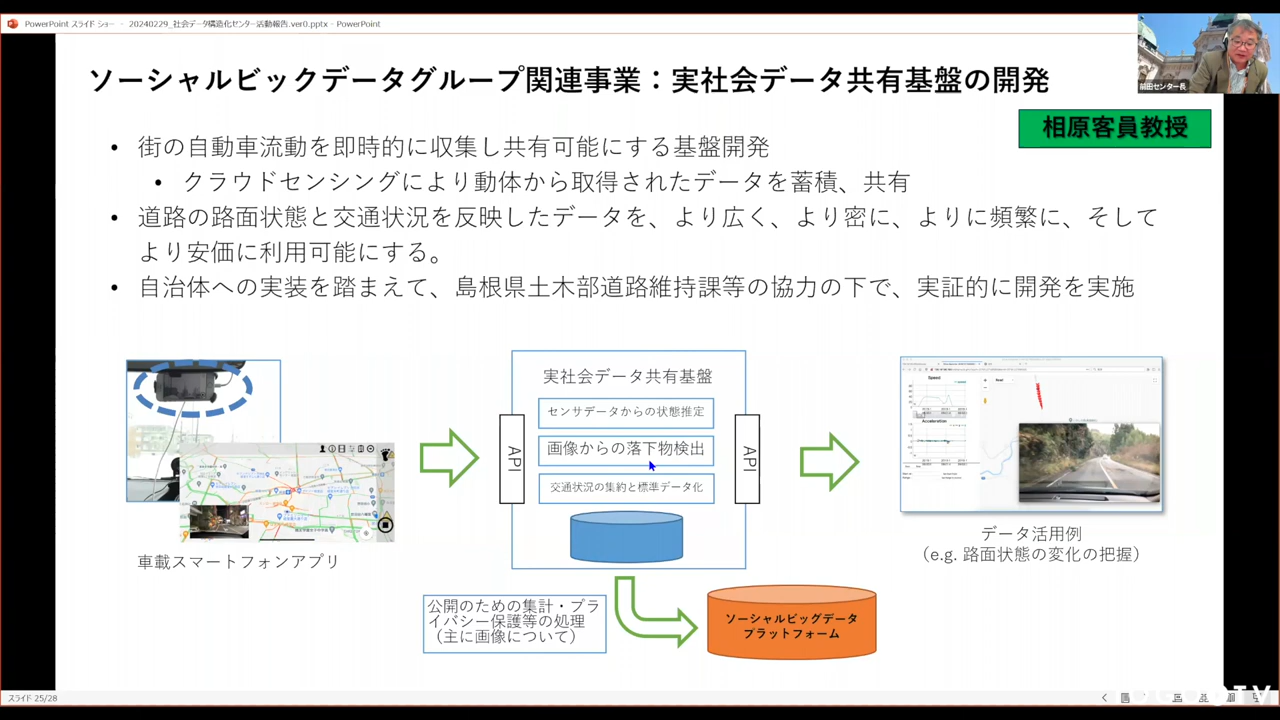 PowerPoint スライド ショー - 20240229_社会データ構造化センター活動報告.ver0.pptx - PowerPoint
前田センター長
ソーシャルビックデータグループ関連事業：実社会データ共有基盤の開発
相原客員教授
• 街の自動車流動を即時的に収集し共有可能にする基盤開発
• クラウドセンシングにより動体から取得されたデータを蓄積、共有
• 道路の路面状態と交通状況を反映したデータを、より広く、より密に、よりに頻繁に、そして
より安価に利用可能にする。
• 自治体への実装を踏まえて、島根県土木部道路維持課等の協力の下で、実証的に開発を実施
車載スマートフォンアプリ
実社会データ共有基盤
API
センサデータからの状態推定
画像からの落下物検出
交通状況の集約と標準データ化
API
Speed
Acceleration
データ活用例
（e.g. 路面状態の変化の把握）
公開のための集計・プラ
イバシー保護等の処理
（主に画像について）
ソーシャルビッグデータ
プラットフォーム
スライド 25/28